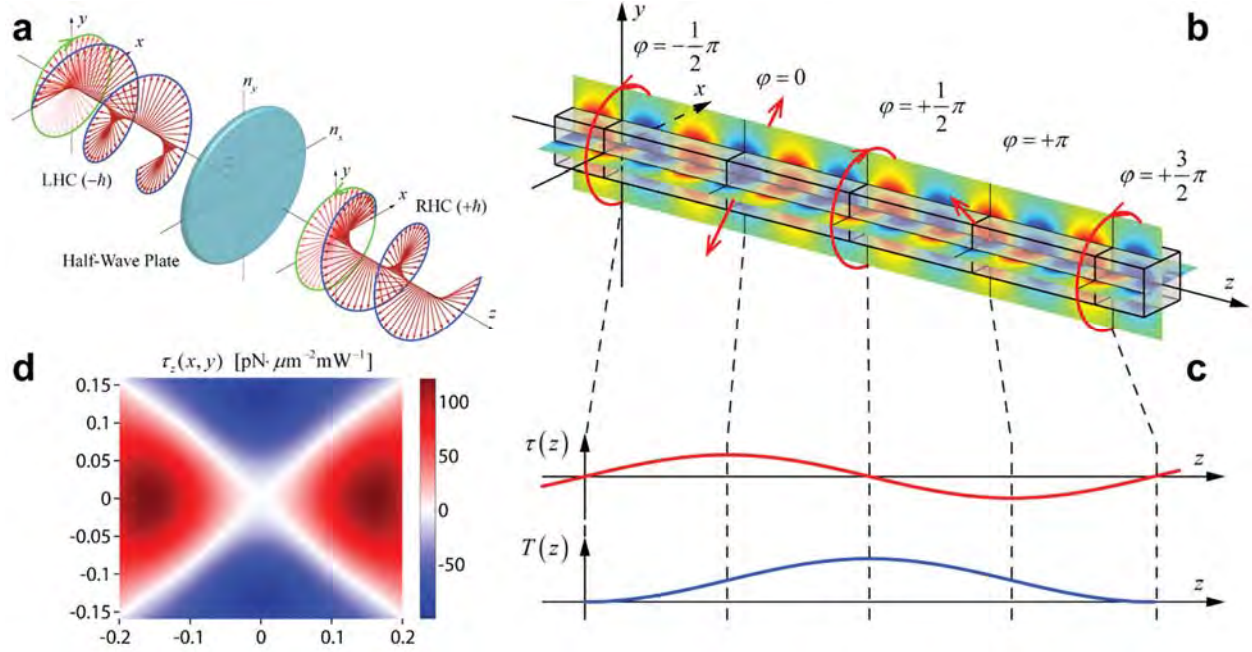 a
y
x
n_y
n_x
LHC (−ℏ)
y
x
RHC (+ℏ)
Half-Wave Plate
z
b
y
φ = −1/2 π
x
φ = 0
φ = +1/2 π
φ = +π
φ = +3/2 π
z
c
τ(z)
z
T(z)
z
d
τ_z(x, y) [pN· μm⁻²mW⁻¹]
0.15
0.1
0.05
0
-0.05
-0.1
-0.15
-0.2
-0.1
0
0.1
0.2
100
50
0
-50